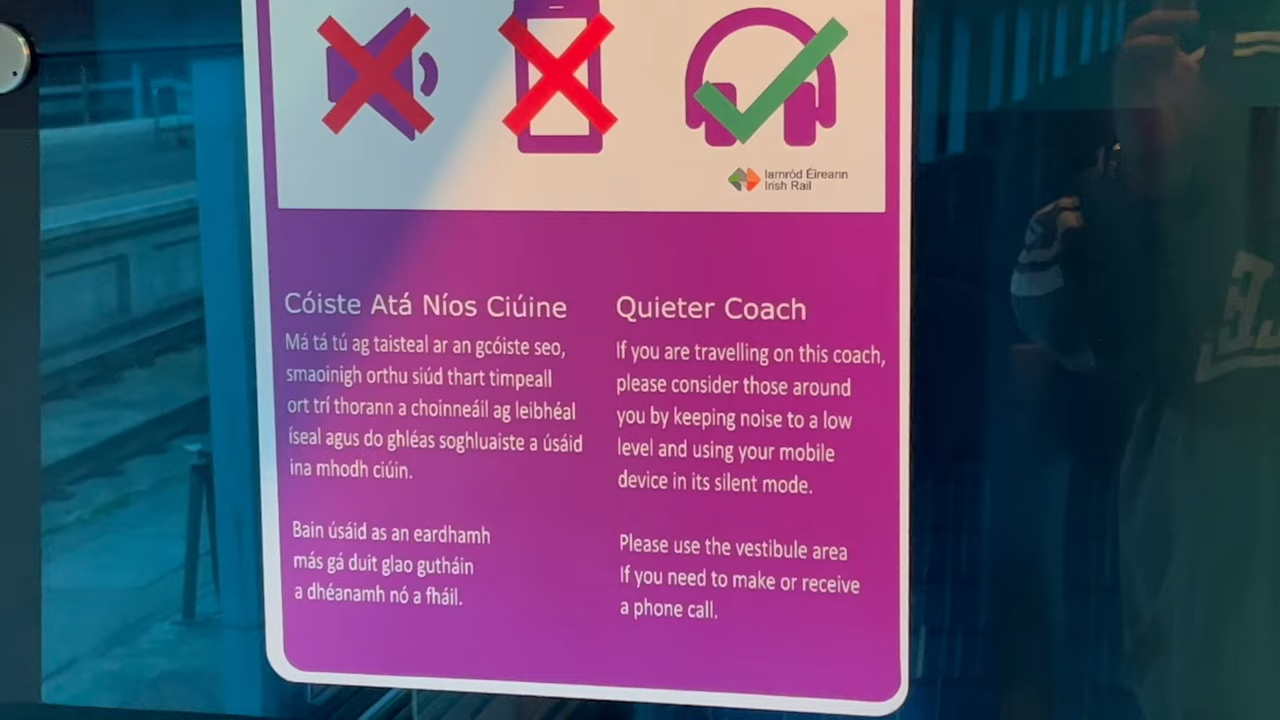 Iarnród Éireann
Irish Rail
Cóiste Atá Níos Ciúine
Má tá tú ag taisteal ar an gcóiste seo,
smaoinigh orthu siúd thart timpeall
ort trí thorann a choinneáil ag leibhéal
íseal agus do ghléas soghluaiste a úsáid
ina mhodh ciúin.
Bain úsáid as an eardhamh
más gá duit glao gutháin
a dhéanamh nó a fháil.
Quieter Coach
If you are travelling on this coach,
please consider those around
you by keeping noise to a low
level and using your mobile
device in its silent mode.
Please use the vestibule area
If you need to make or receive
a phone call.